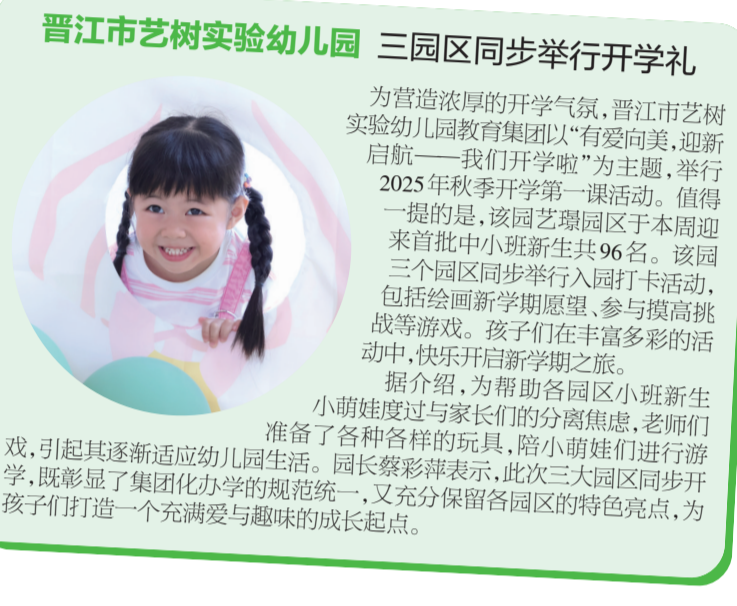 晋江市艺树实验幼儿园 三园区同步举行开学礼
为营造浓厚的开学气氛，晋江市艺树
实验幼儿园教育集团以“有爱向美，迎新
启航——我们开学啦”为主题，举行
2025年秋季开学第一课活动。值得
一提的是，该园艺璟园区于本周迎
来首批中小班新生共96名。该园
三个园区同步举行入园打卡活动，
包括绘画新学期愿望、参与摸高挑
战等游戏。孩子们在丰富多彩的活
动中，快乐开启新学期之旅。
据介绍，为帮助各园区小班新生
小萌娃度过与家长们的分离焦虑，老师们
准备了各种各样的玩具，陪小萌娃们进行游
戏，引起其逐渐适应幼儿园生活。园长蔡彩萍表示，此次三大园区同步开
学，既彰显了集团化办学的规范统一，又充分保留各园区的特色亮点，为
孩子们打造一个充满爱与趣味的成长起点。